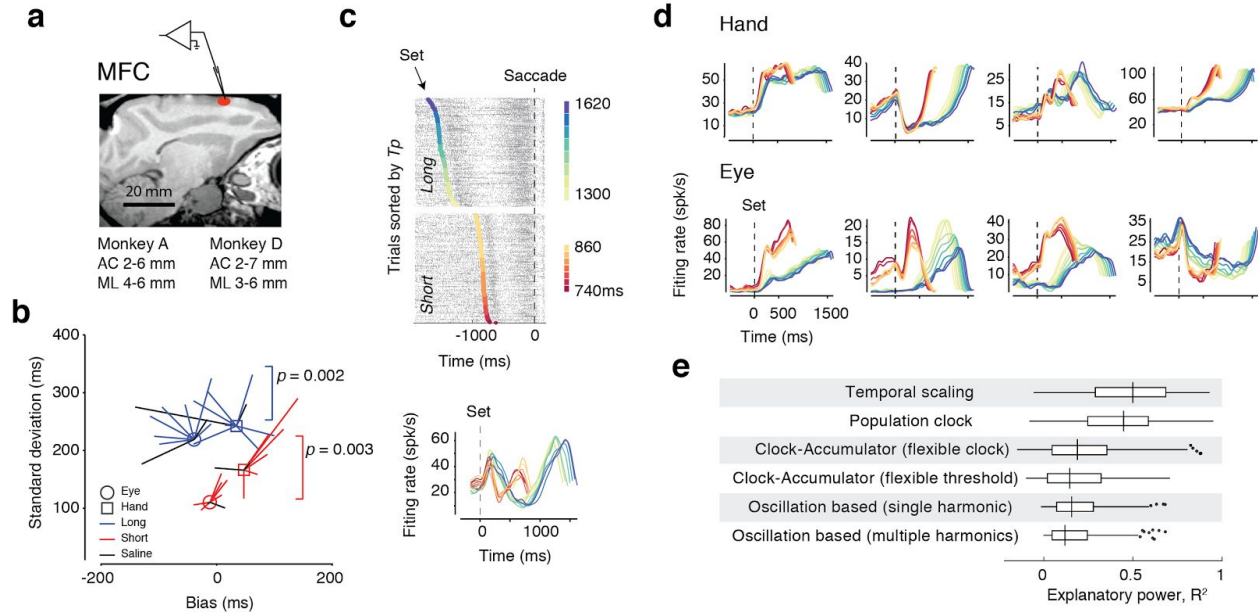 a
MFC
20 mm
Monkey A
AC 2-6 mm
ML 4-6 mm
Monkey D
AC 2-7 mm
ML 3-6 mm
b
Standard deviation (ms)
400
300
200
100
-200
0
200
Bias (ms)
p = 0.002
p = 0.003
Eye
Hand
Long
Short
Saline
c
Set
Saccade
Trials sorted by Tp
Long
Short
1620
1300
860
740ms
-1000
0
Time (ms)
Set
Fiting rate (spk/s)
60
40
20
0
1000
Time (ms)
d
Hand
50
30
10
40
30
20
10
25
15
5
100
60
20
Eye
Set
Fiting rate (spk/s)
80
60
40
20
20
15
10
5
40
30
20
10
35
25
15
5
0
500
1500
Time (ms)
e
Temporal scaling
Population clock
Clock-Accumulator (flexible clock)
Clock-Accumulator (flexible threshold)
Oscillation based (single harmonic)
Oscillation based (multiple harmonics)
0
0.5
1
Explanatory power, R²